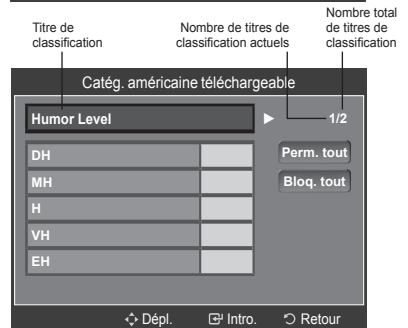 Titre de
classification
Nombre de titres de
classification actuels
Nombre total
de titres de
classification
Catég. américaine téléchargeable
Humor Level
► 1/2
DH
MH
H
VH
EH
Perm. tout
Bloq. tout
Dépl.
Intro.
Retour